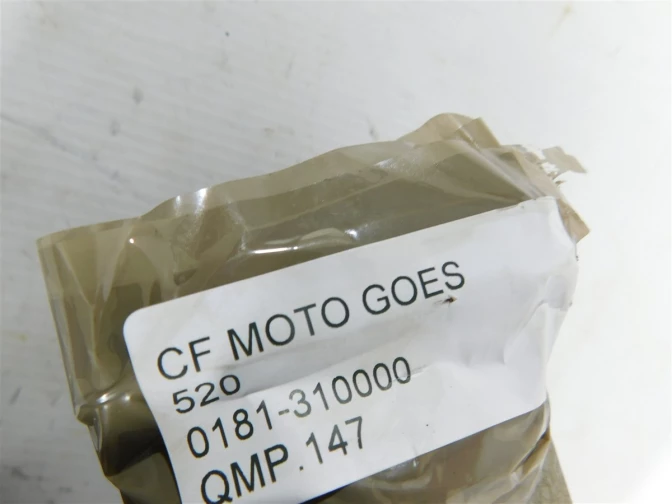 CF MOTO GOES
520
0181-310000
QMP.147